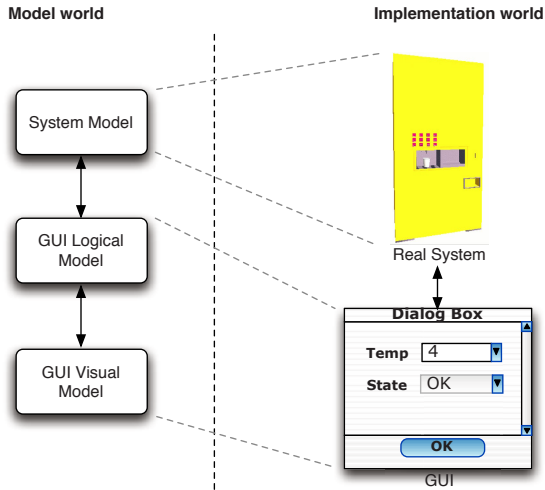 Model world
Implementation world
System Model
GUI Logical
Model
GUI Visual
Model
Real System
Dialog Box
Temp 4
State OK
OK
GUI